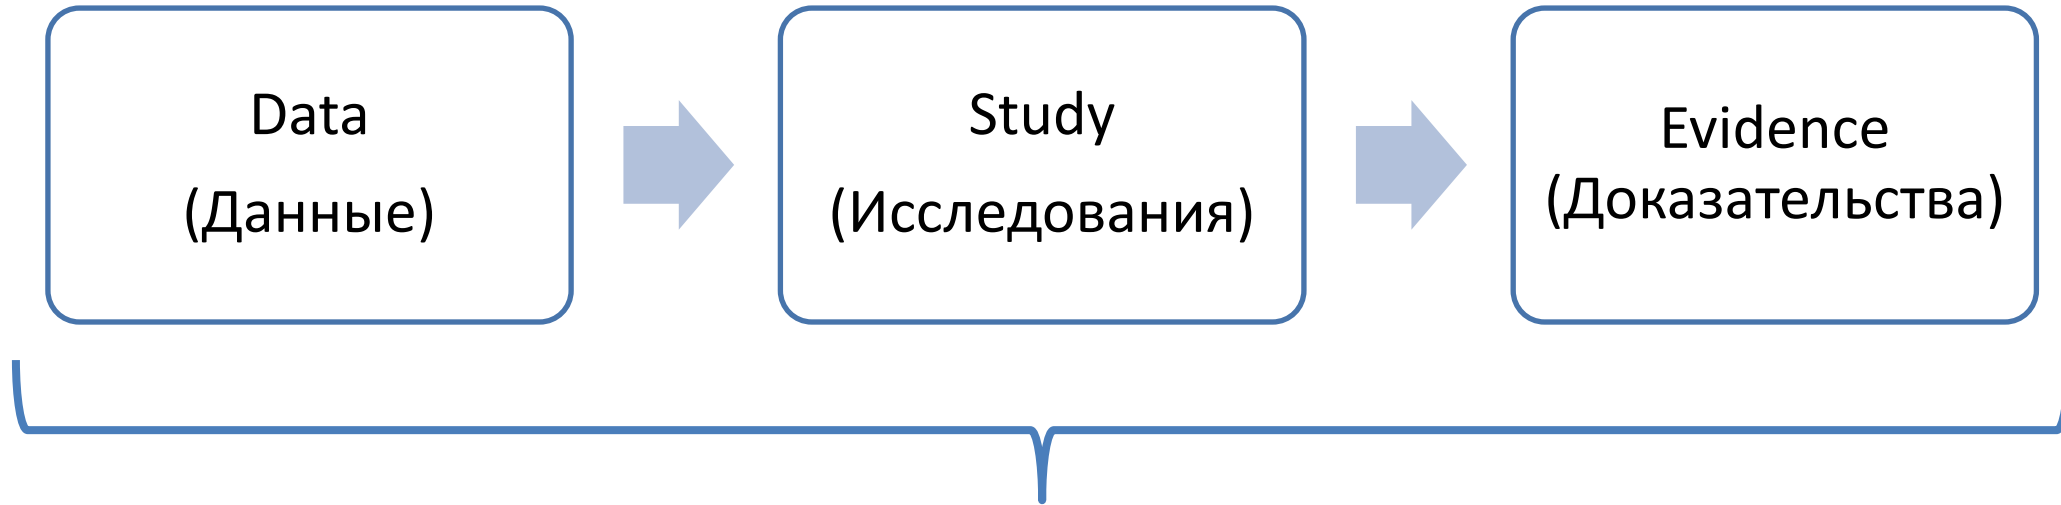 Data
(Данные)
Study
(Исследования)
Evidence
(Доказательства)